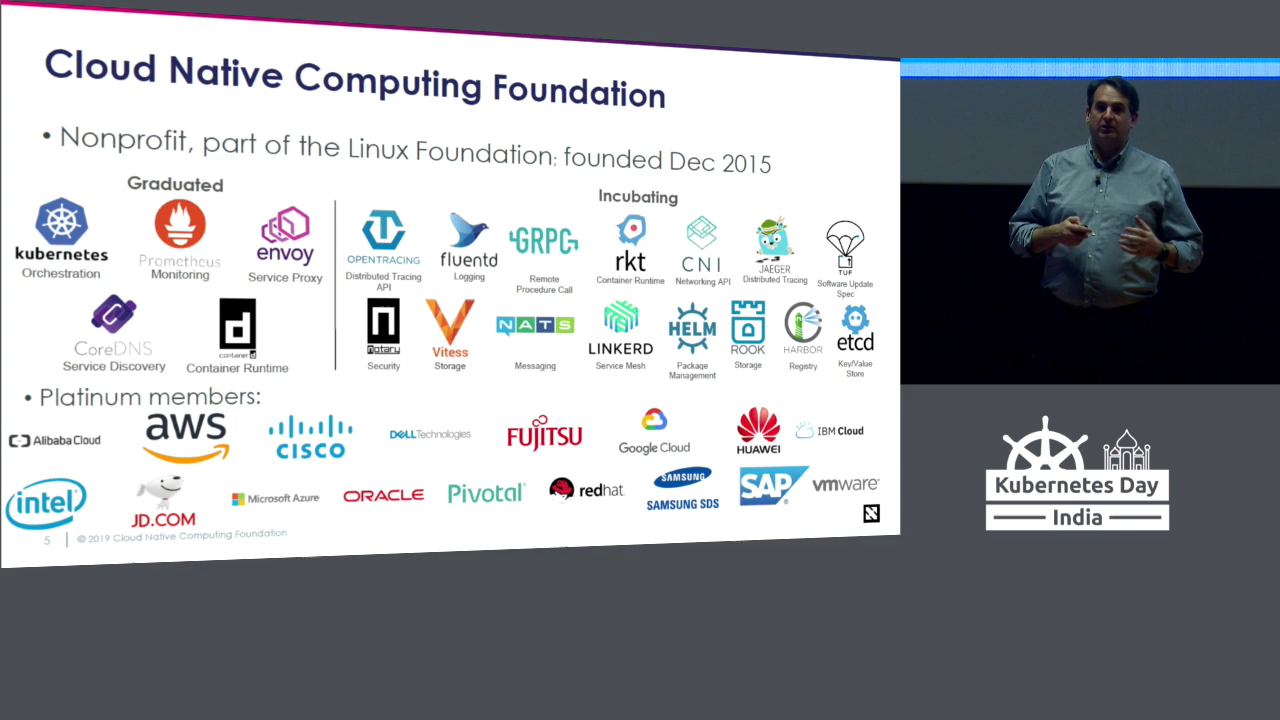 Cloud Native Computing Foundation
• Nonprofit, part of the Linux Foundation; founded Dec 2015
Graduated
Incubating
kubernetes
Orchestration
Prometheus
Monitoring
envoy
Service Proxy
OPENTRACING
Distributed Tracing
API
fluentd
Logging
GRPC
Remote
Procedure Call
rkt
Container Runtime
CNI
Networking API
JAEGER
Distributed Tracing
TUF
Software Update
Spec
CoreDNS
Service Discovery
d
containerd
Container Runtime
n
notary
Security
Vitess
Storage
NATS
Messaging
LINKERD
Service Mesh
HELM
Package
Management
ROOK
Storage
HARBOR
Registry
etcd
Key/Value
Store
• Platinum members:
Alibaba Cloud
aws
CISCO
DELL Technologies
FUJITSU
Google Cloud
HUAWEI
IBM Cloud
intel
JD.COM
Microsoft Azure
ORACLE
Pivotal
redhat
SAMSUNG
SAMSUNG SDS
SAP
vmware
5 | © 2019 Cloud Native Computing Foundation
Kubernetes Day
India